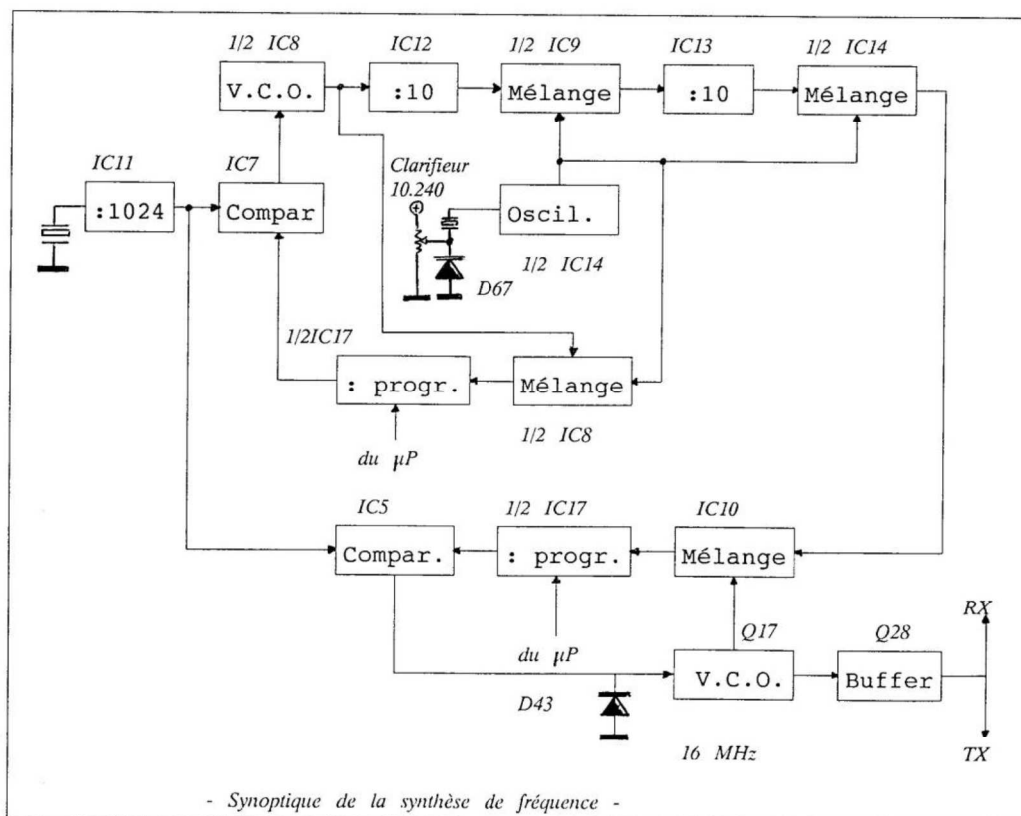 1/2 IC8
IC12
1/2 IC9
IC13
1/2 IC14
V.C.O.
:10
Mélange
:10
Mélange
IC11
IC7
Clarifieur
10.240
:1024
Compar
Oscil.
1/2 IC14
D67
1/2IC17
: progr.
Mélange
1/2 IC8
du µP
IC5
1/2 IC17
IC10
Compar.
: progr.
Mélange
RX
Q17
Q28
du µP
V.C.O.
Buffer
D43
16 MHz
TX
- Synoptique de la synthèse de fréquence -